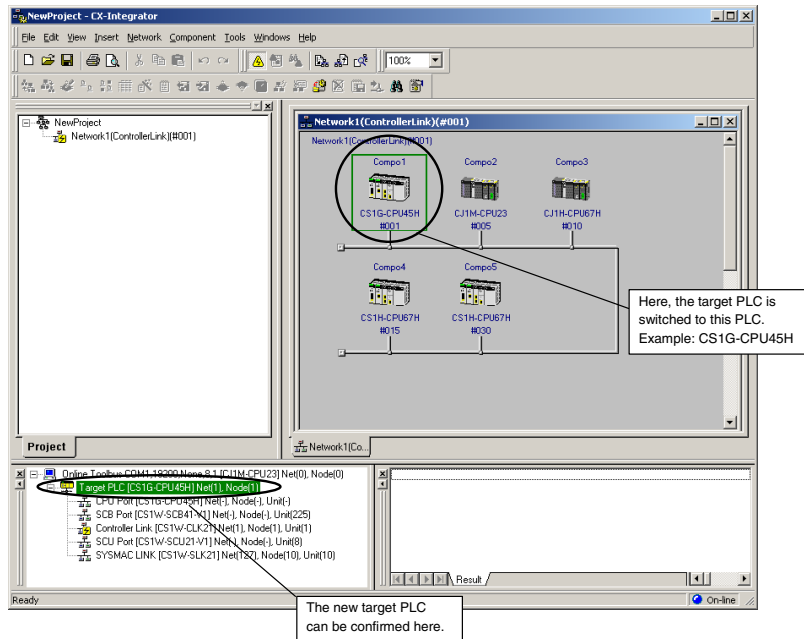 NewProject - CX-Integrator
File Edit View Insert Network Component Tools Windows Help
100%
NewProject
Network1(ControllerLink)(#001)
Project
Network1(ControllerLink)(#001)
Network1(ControllerLink)(#001)
Compo1 Compo2 Compo3
CS1G-CPU45H CJ1M-CPU23 CJ1H-CPU67H
#001 #005 #010
Compo4 Compo5
CS1H-CPU67H CS1H-CPU67H
#015 #030
Here, the target PLC is
switched to this PLC.
Example: CS1G-CPU45H
Network1(Co...
Online Toolbus COM1,19200,None,8,1 [CJ1M-CPU23] Net(0), Node(0)
Target PLC [CS1G-CPU45H] Net(1), Node(1)
CPU Port [CS1G-CPU45H] Net(-), Node(-), Unit(-)
SCB Port [CS1W-SCB41-V1] Net(-), Node(-), Unit(225)
Controller Link [CS1W-CLK21] Net(1), Node(1), Unit(1)
SCU Port [CS1W-SCU21-V1] Net(-), Node(-), Unit(8)
SYSMAC LINK [CS1W-SLK21] Net(127), Node(10), Unit(10)
Result
Ready
On-line
The new target PLC
can be confirmed here.